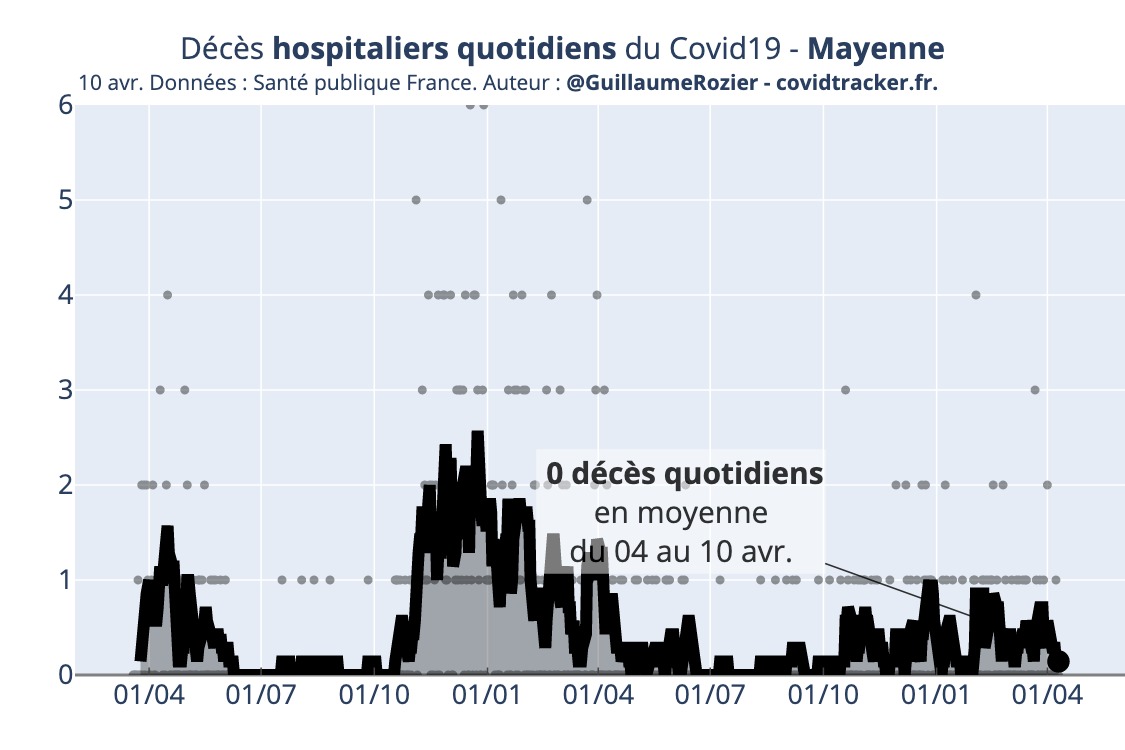 Décès hospitaliers quotidiens du Covid19 - Mayenne
10 avr. Données : Santé publique France. Auteur : @GuillaumeRozier - covidtracker.fr.
6
5
4
3
2
1
0
0 décès quotidiens
en moyenne
du 04 au 10 avr.
01/04 01/07 01/10 01/01 01/04 01/07 01/10 01/01 01/04